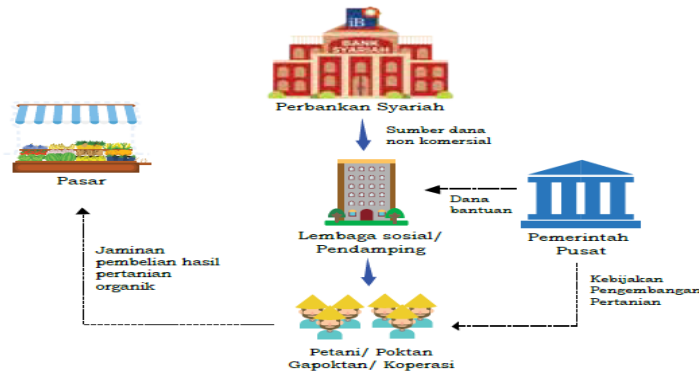 iB
BANK
SYARIAH
Perbankan Syariah
Sumber dana
non komersial
Pasar
Dana
bantuan
Lembaga sosial/
Pendamping
Pemerintah
Pusat
Jaminan
pembelian hasil
pertanian
organik
Kebijakan
Pengembangan
Pertanian
Petani/ Poktan
Gapoktan/ Koperasi